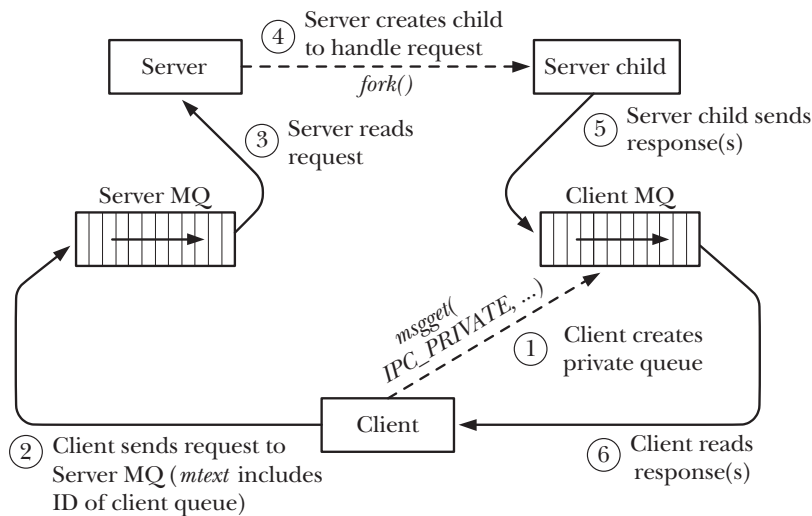 4 Server creates child
to handle request
Server
fork()
Server child
3 Server reads
request
5 Server child sends
response(s)
Server MQ
Client MQ
msgget(
IPC_PRIVATE, ...)
1 Client creates
private queue
Client
2 Client sends request to
Server MQ (mtext includes
ID of client queue)
6 Client reads
response(s)